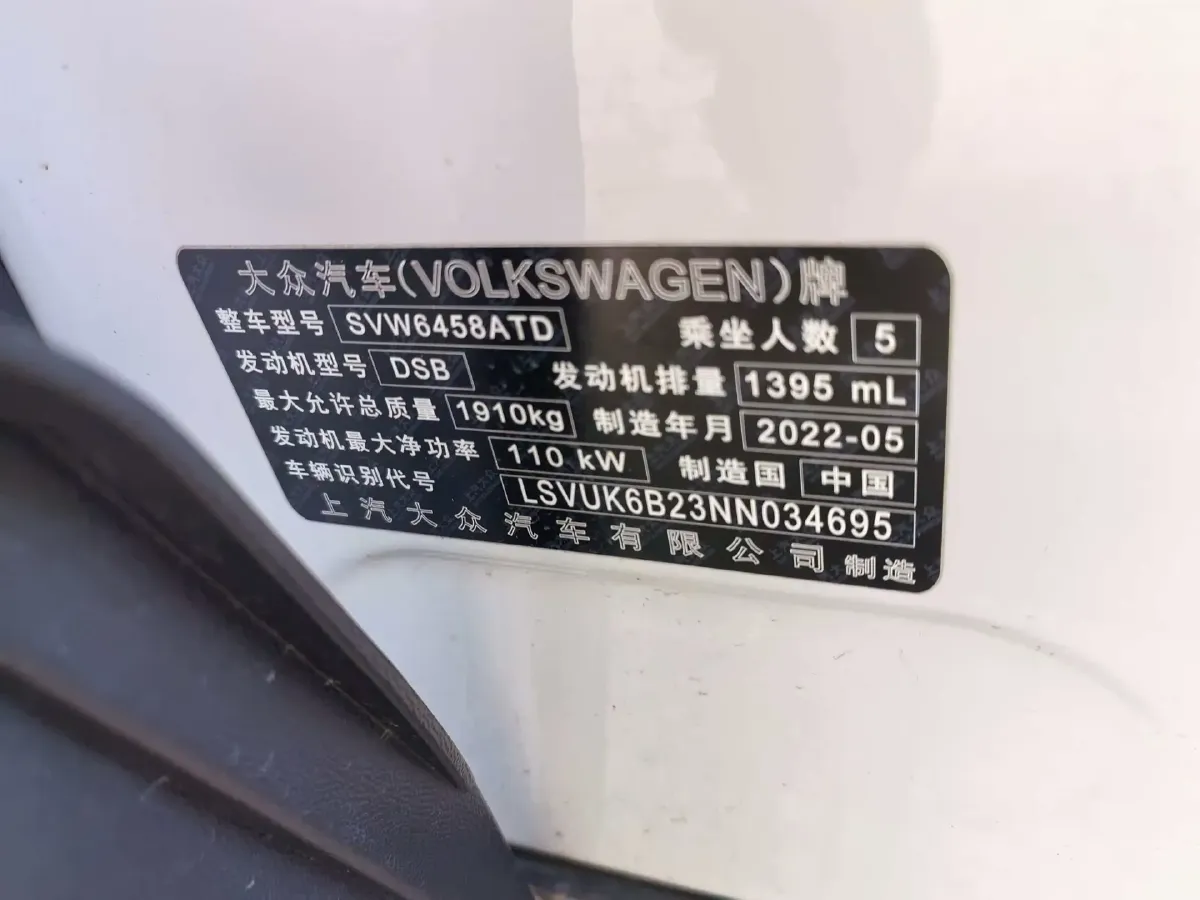 大众汽车(VOLKSWAGEN)牌
整车型号 SVW6458ATD 乘坐人数 5
发动机型号 DSB 发动机排量 1395 mL
最大允许总质量 1910kg 制造年月 2022-05
发动机最大净功率 110 kW 制造国 中国
车辆识别代号 LSVUK6B23NN034695
上汽大众汽车有限公司制造